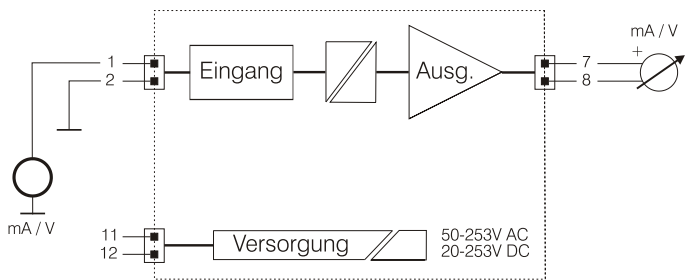 mA / V
+
1
2
Eingang
Ausg.
7
8
mA / V
11
12
Versorgung
50-253V AC
20-253V DC